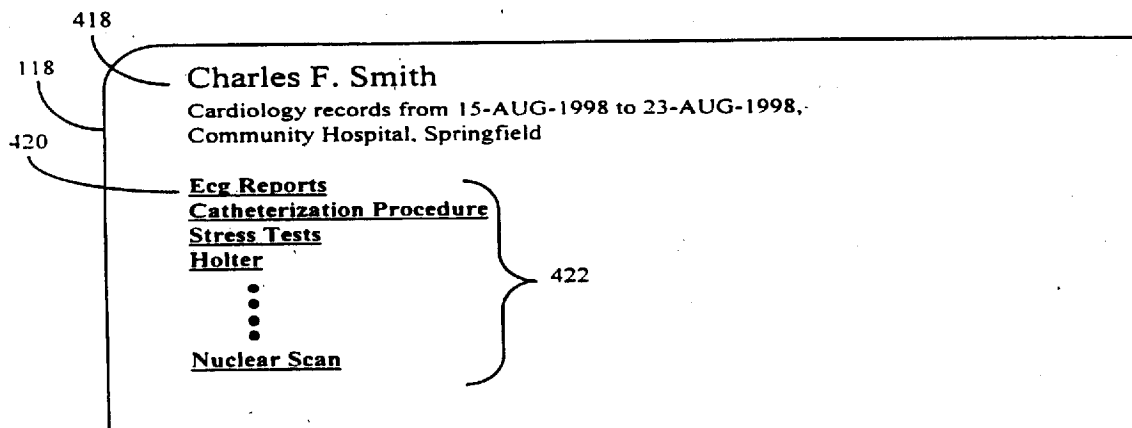 418
Charles F. Smith
118
Cardiology records from 15-AUG-1998 to 23-AUG-1998,
Community Hospital, Springfield
420
Ecg Reports
Catheterization Procedure
Stress Tests
Holter
422
Nuclear Scan